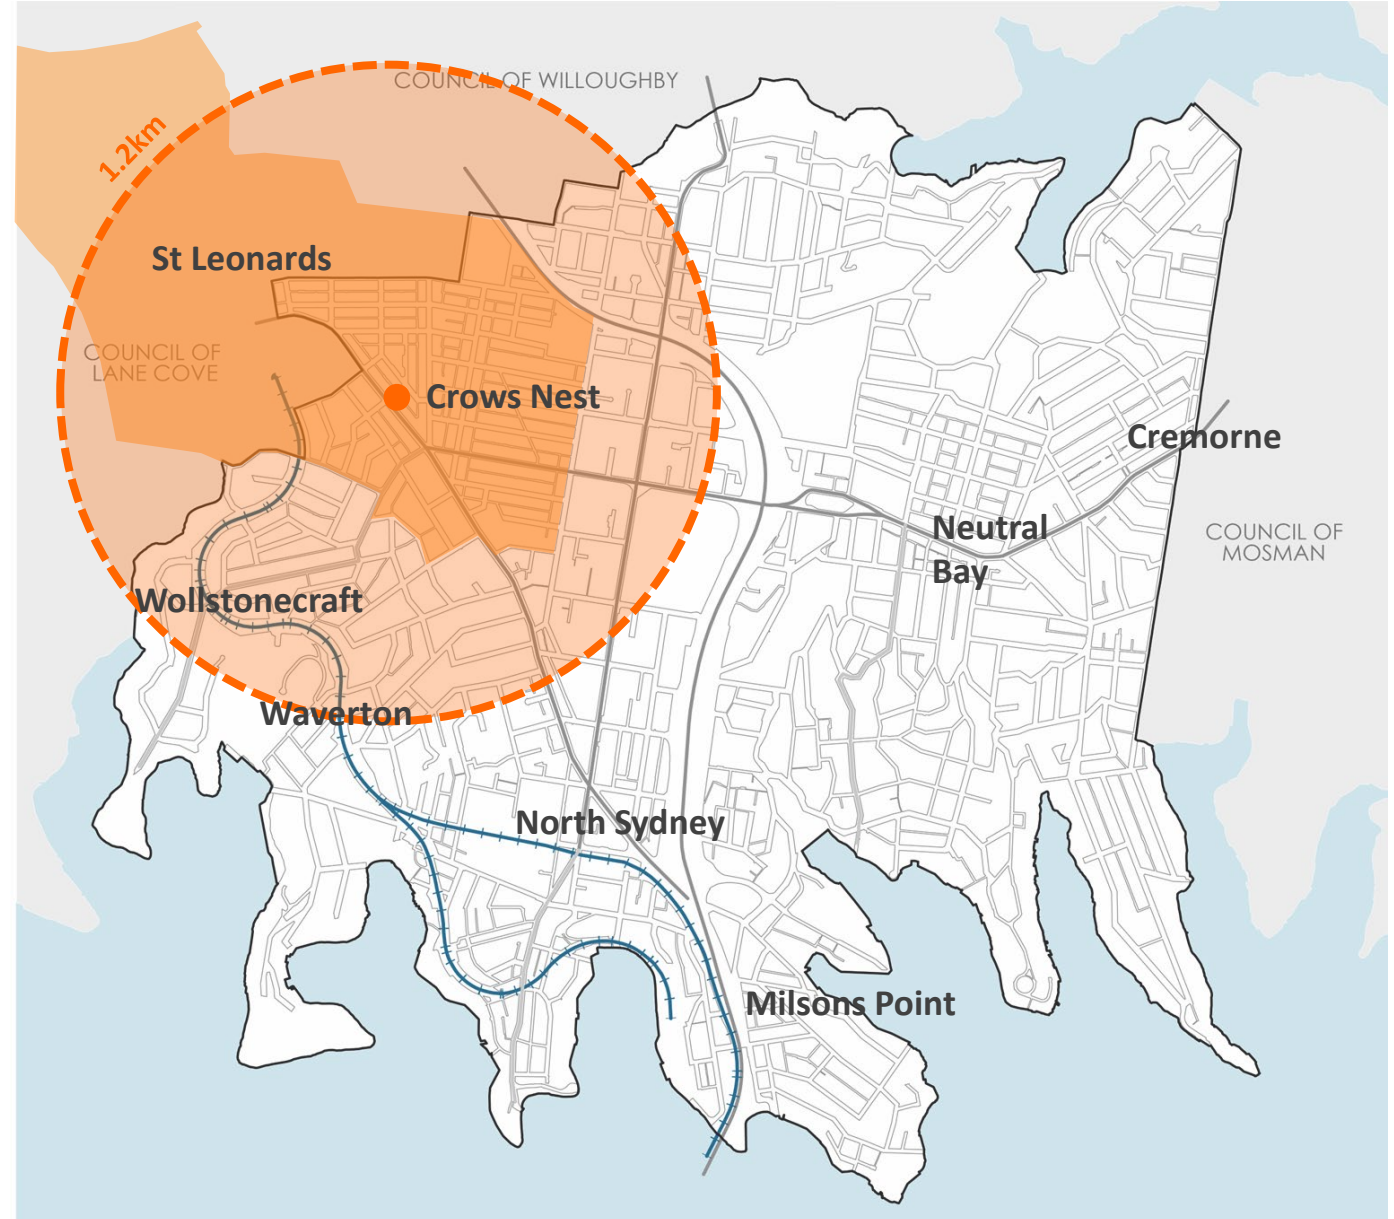 COUNCIL OF WILLOUGHBY
1.2km
St Leonards
COUNCIL OF
LANE COVE
Crows Nest
Cremorne
Neutral
Bay
COUNCIL OF
MOSMAN
Wollstonecraft
Waverton
North Sydney
Milsons Point